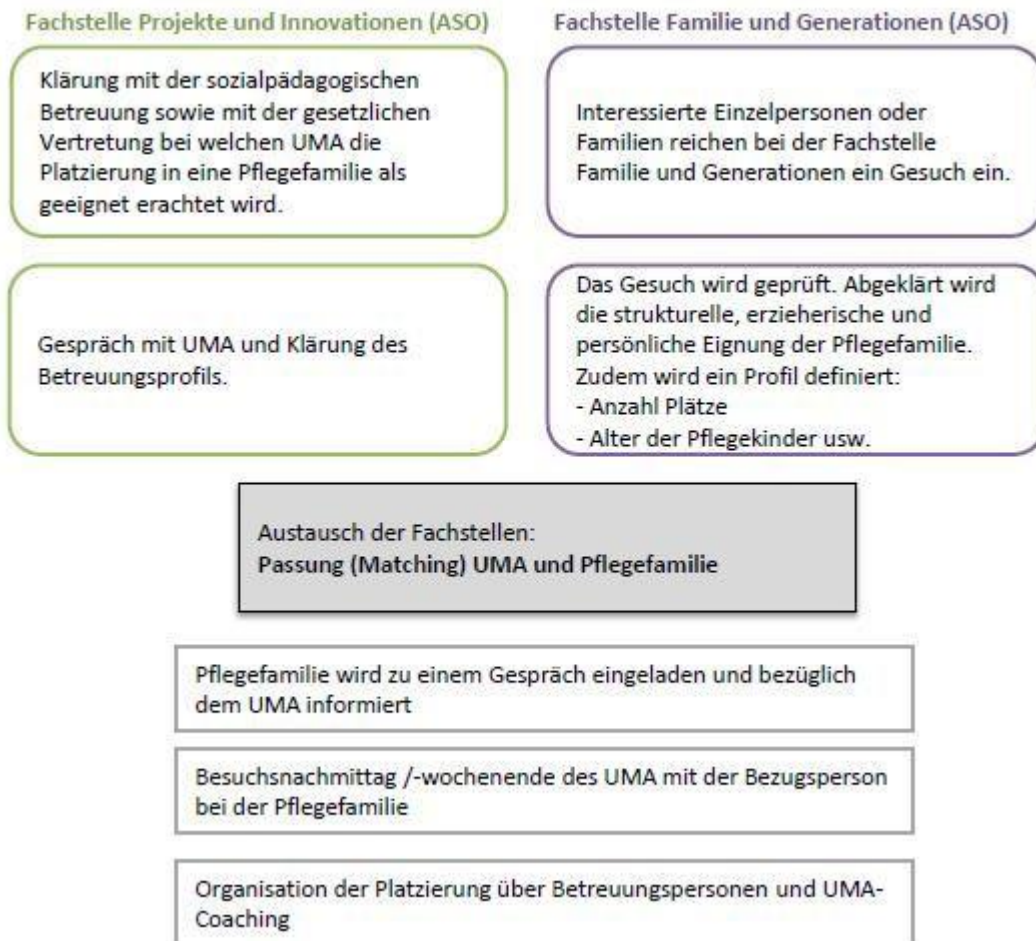 Fachstelle Projekte und Innovationen (ASO)
Klärung mit der sozialpädagogischen
Betreuung sowie mit der gesetzlichen
Vertretung bei welchen UMA die
Platzierung in eine Pflegefamilie als
geeignet erachtet wird.
Gespräch mit UMA und Klärung des
Betreuungsprofils.
Fachstelle Familie und Generationen (ASO)
Interessierte Einzelpersonen oder
Familien reichen bei der Fachstelle
Familie und Generationen ein Gesuch ein.
Das Gesuch wird geprüft. Abgeklärt wird
die strukturelle, erzieherische und
persönliche Eignung der Pflegefamilie.
Zudem wird ein Profil definiert:
- Anzahl Plätze
- Alter der Pflegekinder usw.
Austausch der Fachstellen:
Passung (Matching) UMA und Pflegefamilie
Pflegefamilie wird zu einem Gespräch eingeladen und bezüglich
dem UMA informiert
Besuchsnachmittag /-wochenende des UMA mit der Bezugsperson
bei der Pflegefamilie
Organisation der Platzierung über Betreuungspersonen und UMA-
Coaching